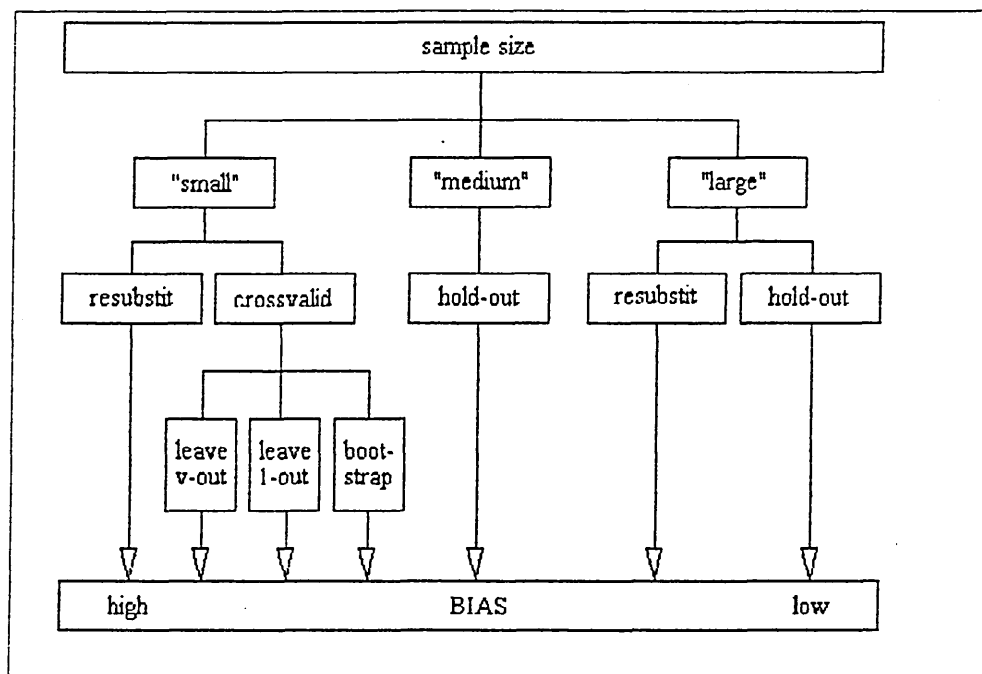 sample size
"small"
"medium"
"large"
resubstit
crossvalid
hold-out
resubstit
hold-out
leave
v-out
leave
1-out
boot-
strap
high
BIAS
low